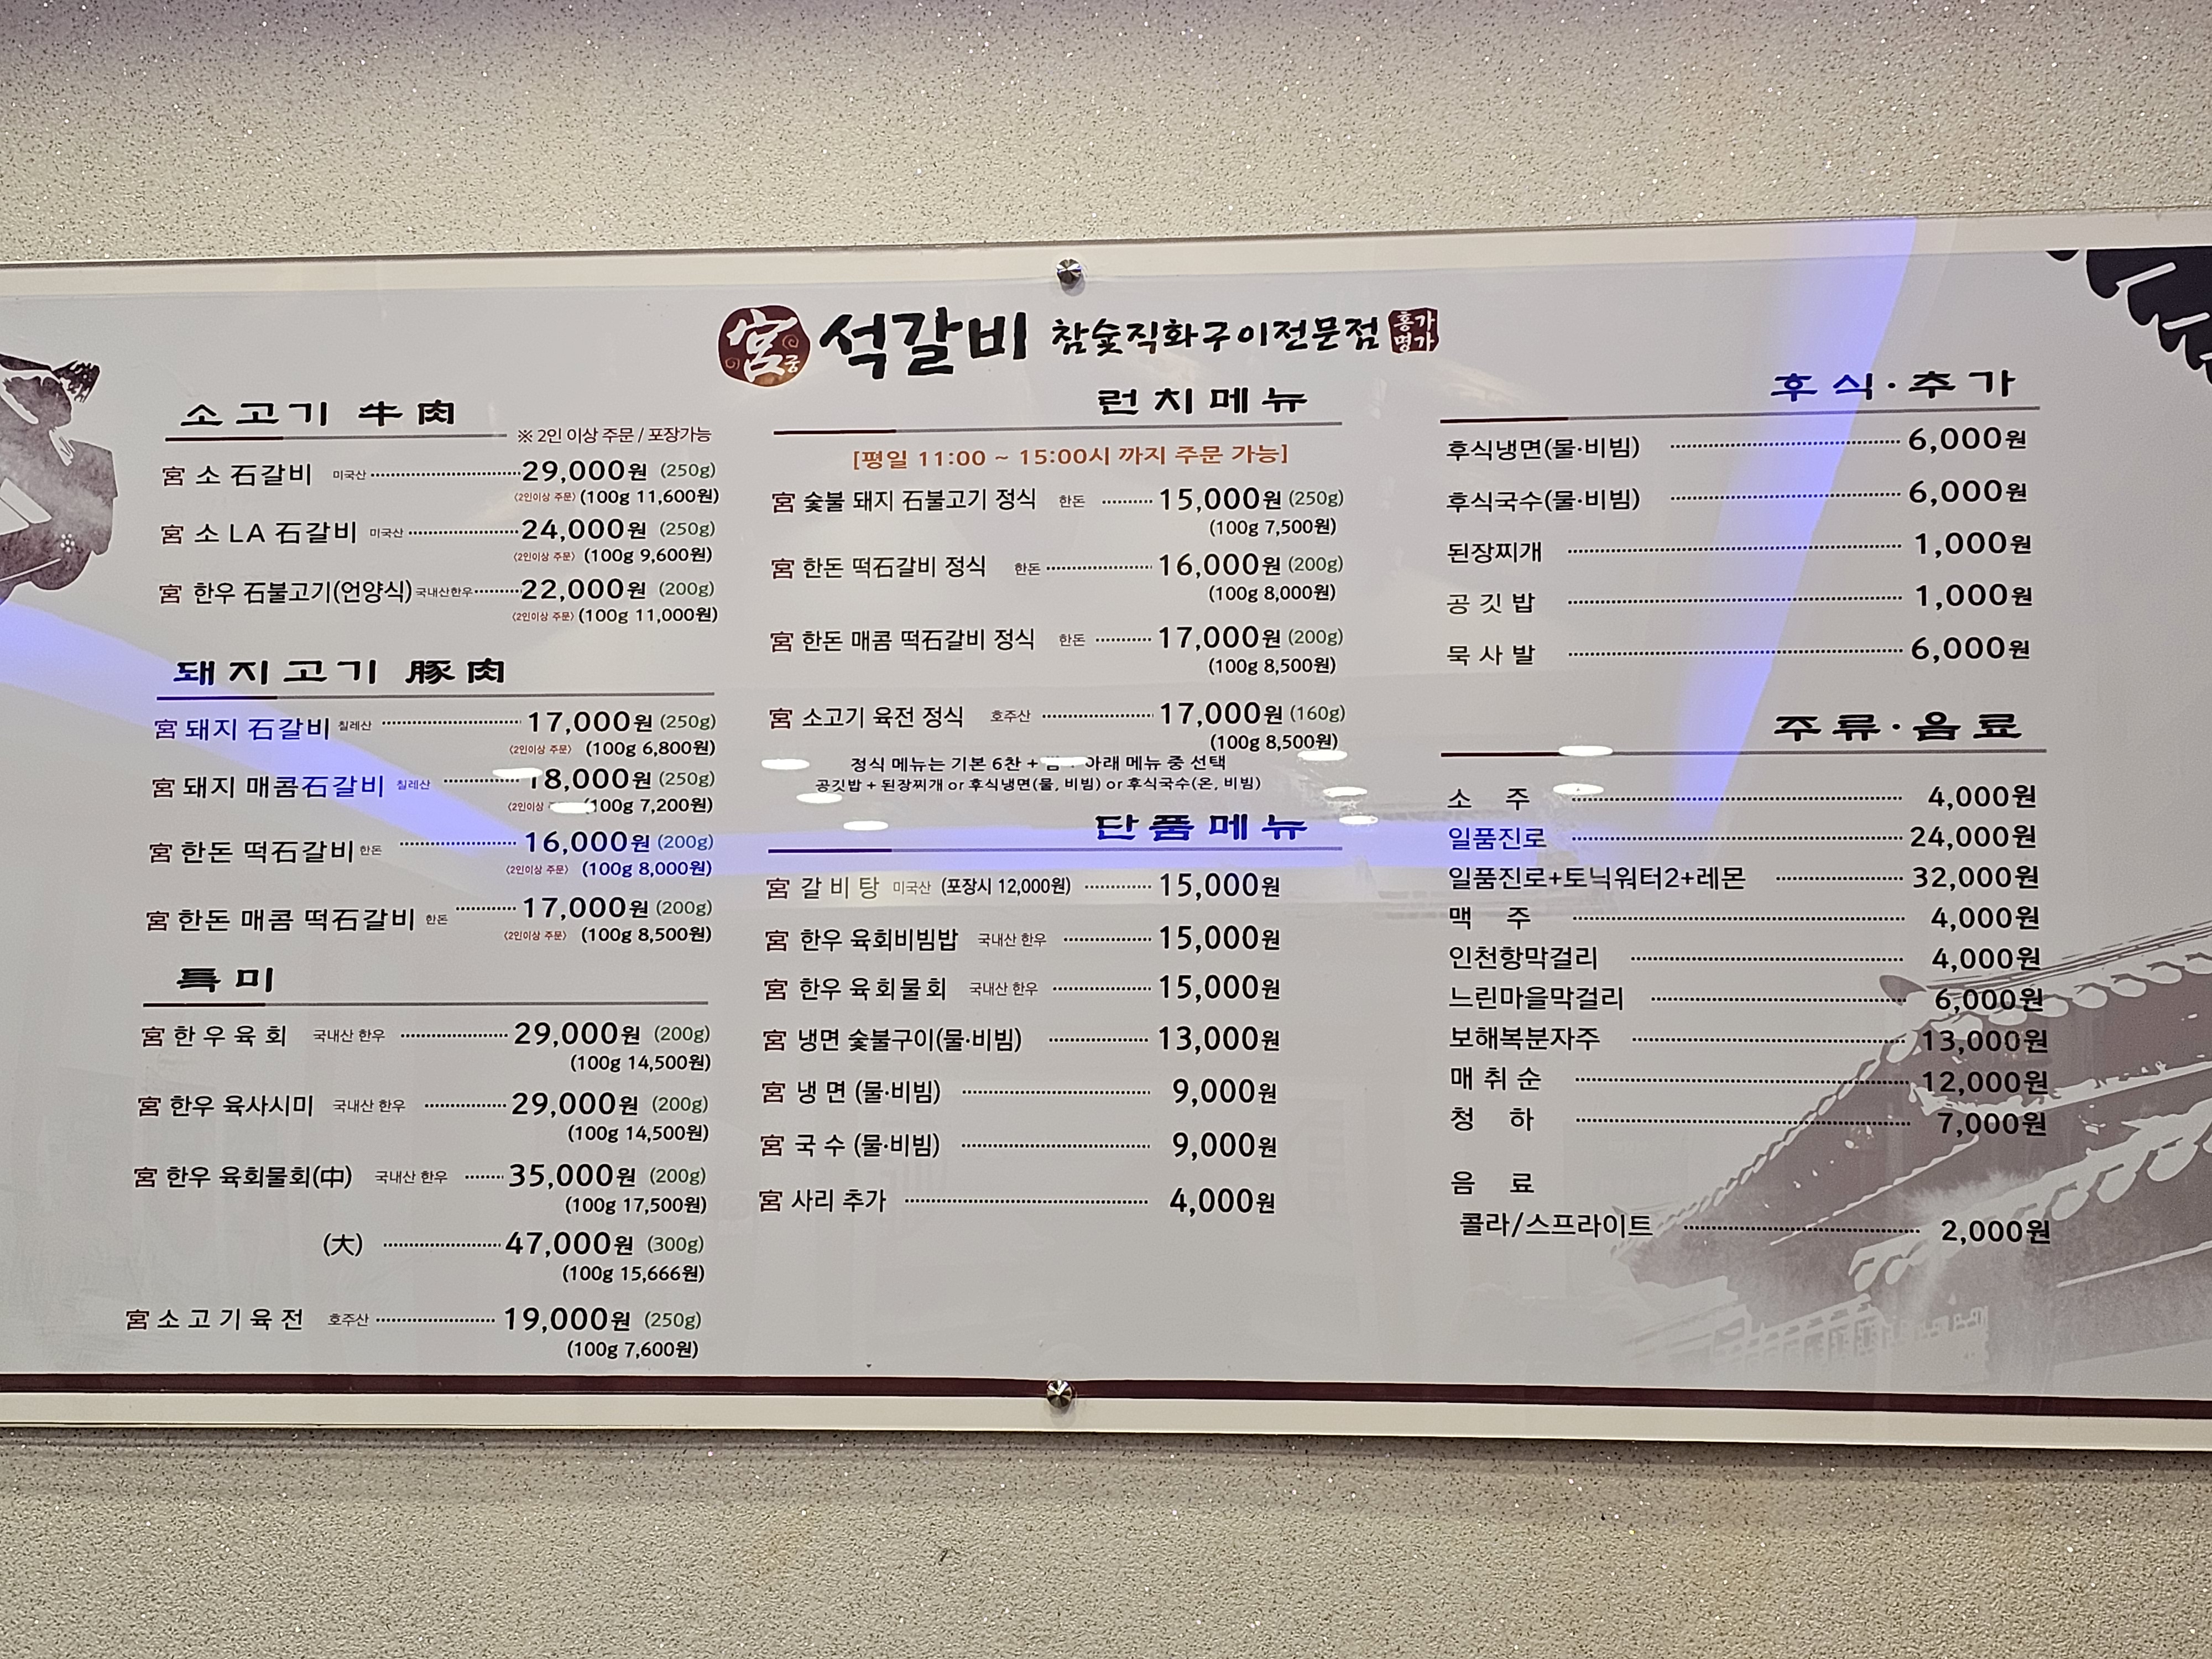 宮 궁 석갈비 참숯직화구이전문점 홍가명가
소고기 牛肉
※ 2인 이상 주문 / 포장가능
宮 소 石갈비 미국산 29,000원 (250g)
〈2인이상 주문〉 (100g 11,600원)
宮 소 LA 石갈비 미국산 24,000원 (250g)
〈2인이상 주문〉 (100g 9,600원)
宮 한우 石불고기(언양식) 국내산한우 22,000원 (200g)
〈2인이상 주문〉 (100g 11,000원)
돼지고기 豚肉
宮 돼지 石갈비 칠레산 17,000원 (250g)
〈2인이상 주문〉 (100g 6,800원)
宮 돼지 매콤石갈비 칠레산 18,000원 (250g)
〈2인이상 100g 7,200원)
宮 한돈 떡石갈비 한돈 16,000원 (200g)
〈2인이상 주문〉 (100g 8,000원)
宮 한돈 매콤 떡石갈비 한돈 17,000원 (200g)
〈2인이상 주문〉 (100g 8,500원)
특미
宮 한우육회 국내산 한우 29,000원 (200g)
(100g 14,500원)
宮 한우 육사시미 국내산 한우 29,000원 (200g)
(100g 14,500원)
宮 한우 육회물회(中) 국내산 한우 35,000원 (200g)
(100g 17,500원)
(大) 47,000원 (300g)
(100g 15,666원)
宮 소고기육전 호주산 19,000원 (250g)
(100g 7,600원)
런치메뉴
[평일 11:00 ~ 15:00시 까지 주문 가능]
宮 숯불 돼지 石불고기 정식 한돈 15,000원 (250g)
(100g 7,500원)
宮 한돈 떡石갈비 정식 한돈 16,000원 (200g)
(100g 8,000원)
宮 한돈 매콤 떡石갈비 정식 한돈 17,000원 (200g)
(100g 8,500원)
宮 소고기 육전 정식 호주산 17,000원 (160g)
(100g 8,500원)
정식 메뉴는 기본 6찬 + 아래 메뉴 중 선택
공깃밥 + 된장찌개 or 후식냉면(물, 비빔) or 후식국수(온, 비빔)
단품메뉴
宮 갈비탕 미국산 (포장시 12,000원) 15,000원
宮 한우 육회비빔밥 국내산 한우 15,000원
宮 한우 육회물회 국내산 한우 15,000원
宮 냉면 숯불구이(물·비빔) 13,000원
宮 냉면 (물·비빔) 9,000원
宮 국수 (물·비빔) 9,000원
宮 사리 추가 4,000원
후식·추가
후식냉면(물·비빔) 6,000원
후식국수(물·비빔) 6,000원
된장찌개 1,000원
공깃밥 1,000원
묵사발 6,000원
주류·음료
소 주 4,000원
일품진로 24,000원
일품진로+토닉워터2+레몬 32,000원
맥 주 4,000원
인천항막걸리 4,000원
느린마을막걸리 6,000원
보해복분자주 13,000원
매취순 12,000원
청 하 7,000원
음 료
콜라/스프라이트 2,000원